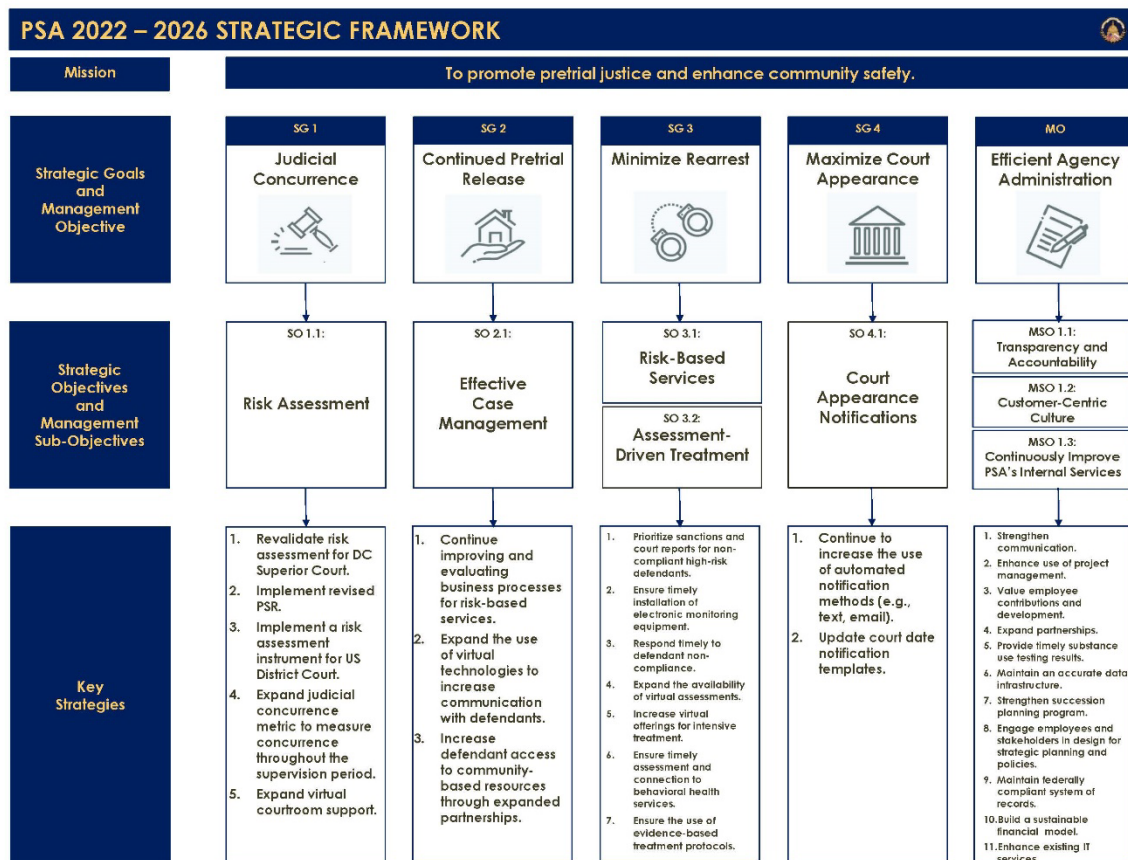 PSA 2022 – 2026 STRATEGIC FRAMEWORK
Mission
To promote pretrial justice and enhance community safety.
Strategic Goals
and
Management
Objective
SG 1
Judicial
Concurrence
SG 2
Continued Pretrial
Release
SG 3
Minimize Rearrest
SG 4
Maximize Court
Appearance
MO
Efficient Agency
Administration
Strategic
Objectives
and
Management
Sub-Objectives
SO 1.1:
Risk Assessment
SO 2.1:
Effective
Case
Management
SO 3.1:
Risk-Based
Services
SO 3.2:
Assessment-
Driven Treatment
SO 4.1:
Court
Appearance
Notifications
MSO 1.1:
Transparency and
Accountability
MSO 1.2:
Customer-Centric
Culture
MSO 1.3:
Continuously Improve
PSA's Internal Services
Key
Strategies
1. Revalidate risk
assessment for DC
Superior Court.
2. Implement revised
PSR.
3. Implement a risk
assessment
instrument for US
District Court.
4. Expand judicial
concurrence
metric to measure
concurrence
throughout the
supervision period.
5. Expand virtual
courtroom support.
1. Continue
improving and
evaluating
business processes
for risk-based
services.
2. Expand the use
of virtual
technologies to
increase
communication
with defendants.
3. Increase
defendant access
to community-
based resources
through expanded
partnerships.
1. Prioritize sanctions and
court reports for non-
compliant high-risk
defendants.
2. Ensure timely
installation of
electronic monitoring
equipment.
3. Respond timely to
defendant non-
compliance.
4. Expand the availability
of virtual assessments.
5. Increase virtual
offerings for intensive
treatment.
6. Ensure timely
assessment and
connection to
behavioral health
services.
7. Ensure the use of
evidence-based
treatment protocols.
1. Continue to
increase the use
of automated
notification
methods (e.g.,
text, email).
2. Update court date
notification
templates.
1. Strengthen
communication.
2. Enhance use of project
management.
3. Value employee
contributions and
development.
4. Expand partnerships.
5. Provide timely substance
use testing results.
6. Maintain an accurate data
infrastructure.
7. Strengthen succession
planning program.
8. Engage employees and
stakeholders in design for
strategic planning and
policies.
9. Maintain federally
compliant system of
records.
10.Build a sustainable
financial model.
11.Enhance existing IT
services.